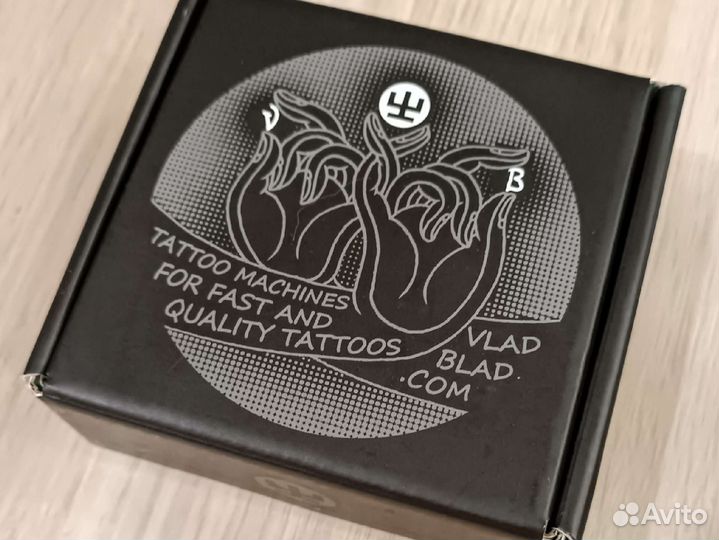 V
B
TATTOO MACHINES
FOR FAST AND
QUALITY TATTOOS
VLAD
BLAD
.COM
Avito